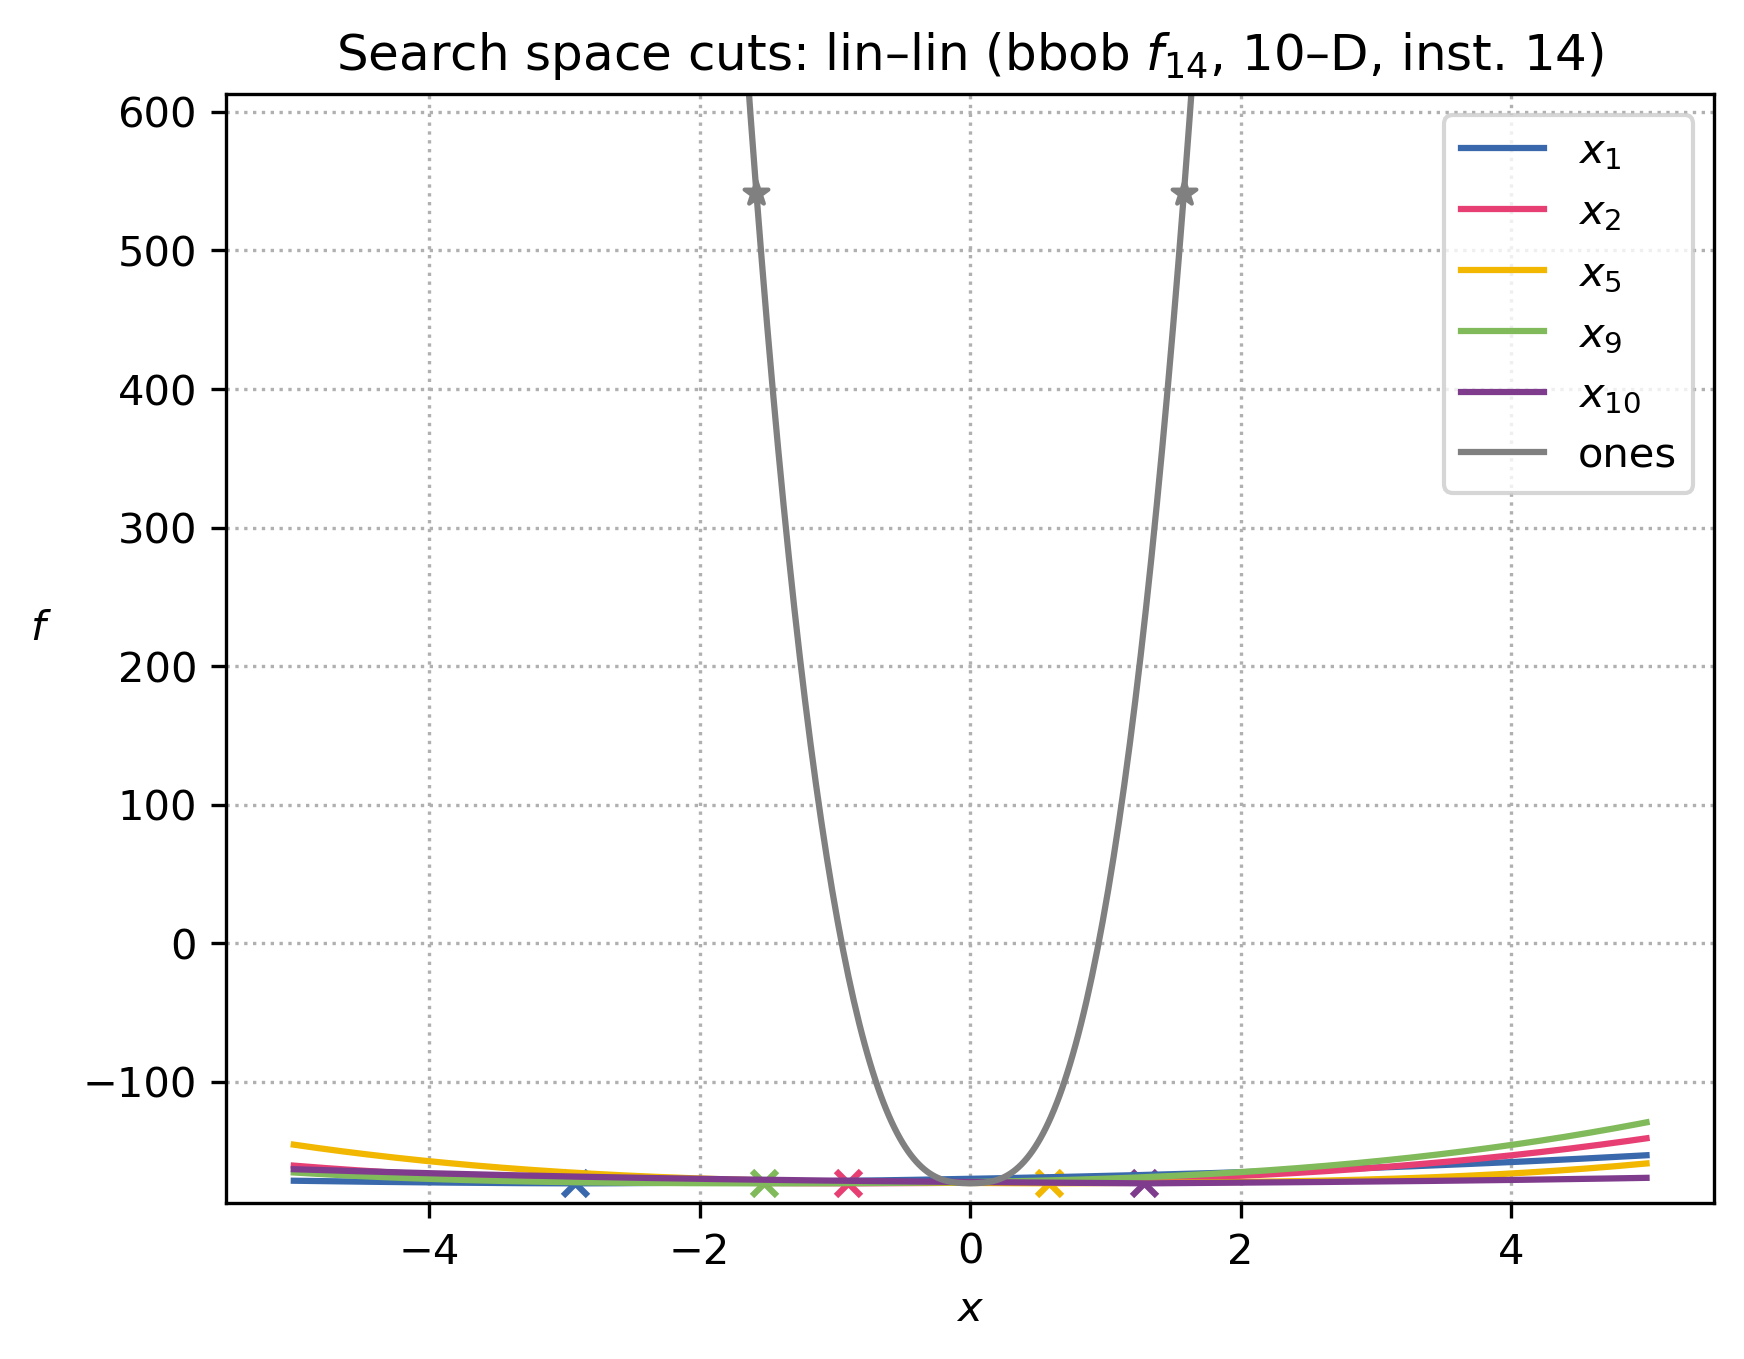 Search space cuts: lin–lin (bbob f₁₄, 10–D, inst. 14)
600
500
400
300
200
100
0
−100
f
x₁
x₂
x₅
x₉
x₁₀
ones
−4
−2
0
2
4
x